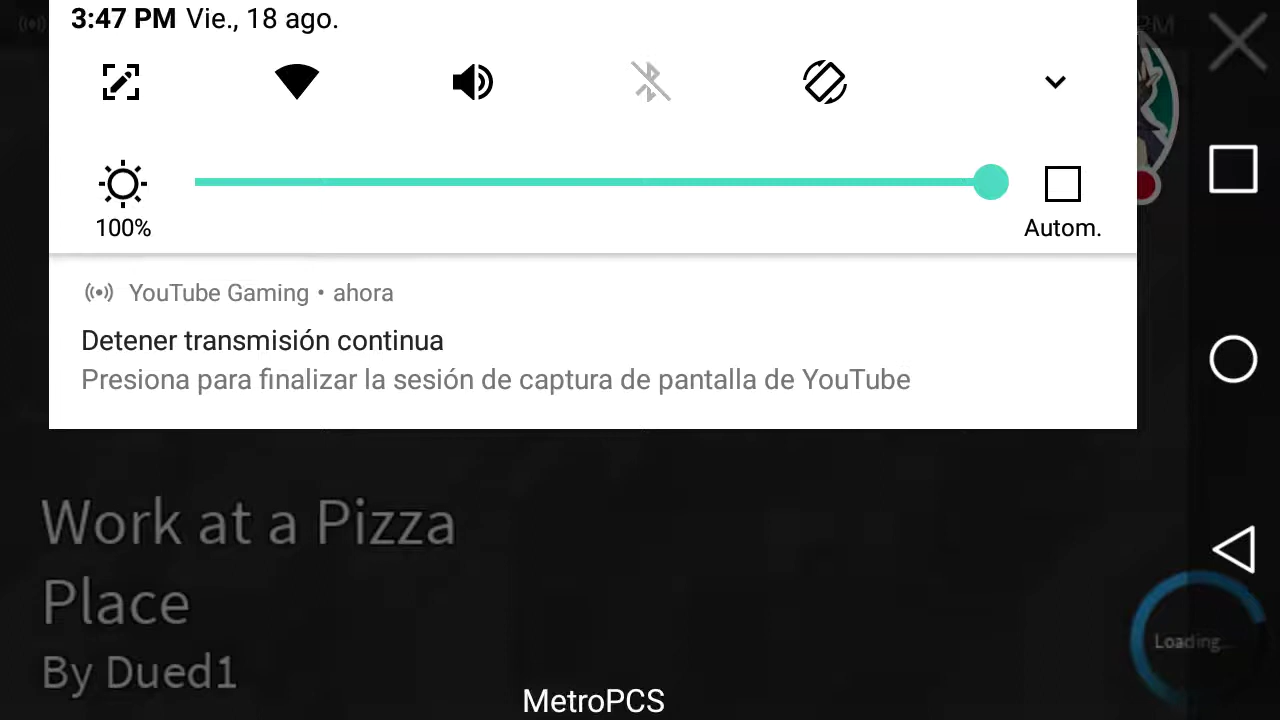 3:47 PM Vie., 18 ago.
PM
100%
Autom.
YouTube Gaming • ahora
Detener transmisión continua
Presiona para finalizar la sesión de captura de pantalla de YouTube
Work at a Pizza
Place
By Dued1
Loading...
MetroPCS